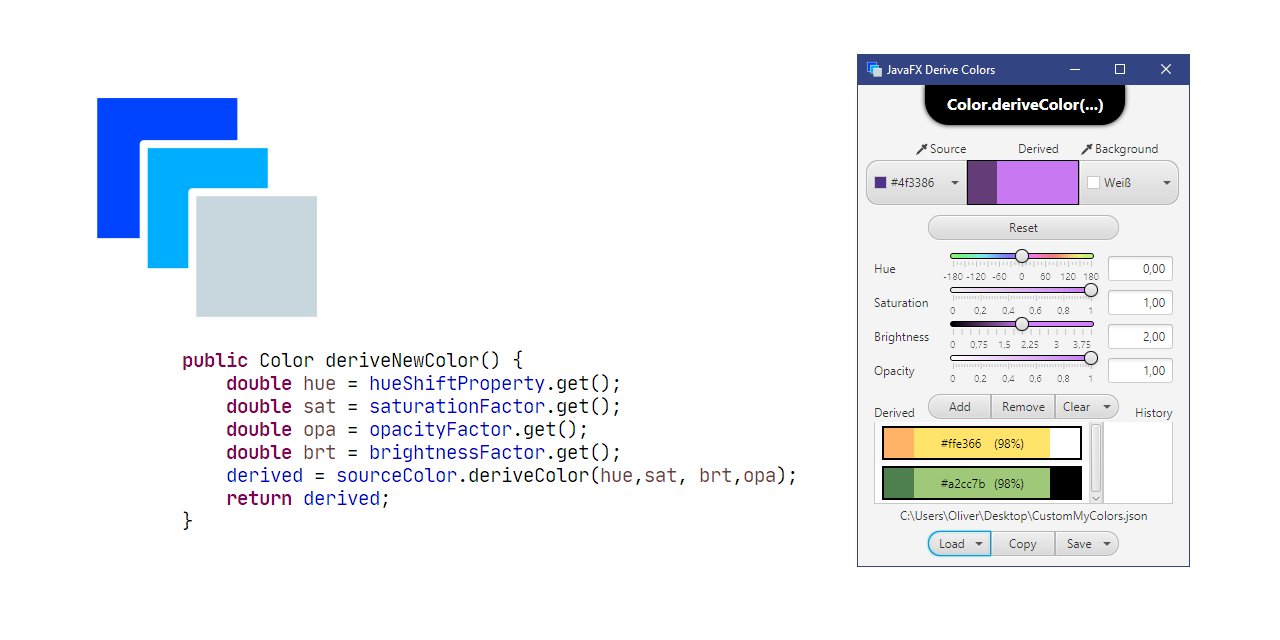 public Color deriveNewColor() {
double hue = hueShiftProperty.get();
double sat = saturationFactor.get();
double opa = opacityFactor.get();
double brt = brightnessFactor.get();
derived = sourceColor.deriveColor(hue,sat, brt,opa);
return derived;
}
JavaFX Derive Colors
Color.deriveColor(...)
Source Derived Background
#4f3386 Weiß
Reset
Hue 0,00
-180 -120 -60 0 60 120 180
Saturation 1,00
0 0.2 0.4 0.6 0.8 1
Brightness 2,00
0 0.75 1.5 2.25 3 3.75
Opacity 1,00
0 0.2 0.4 0.6 0.8 1
Derived Add Remove Clear History
#ffe366 (98%)
#a2cc7b (98%)
C:\Users\Oliver\Desktop\CustomMyColors.json
Load Copy Save